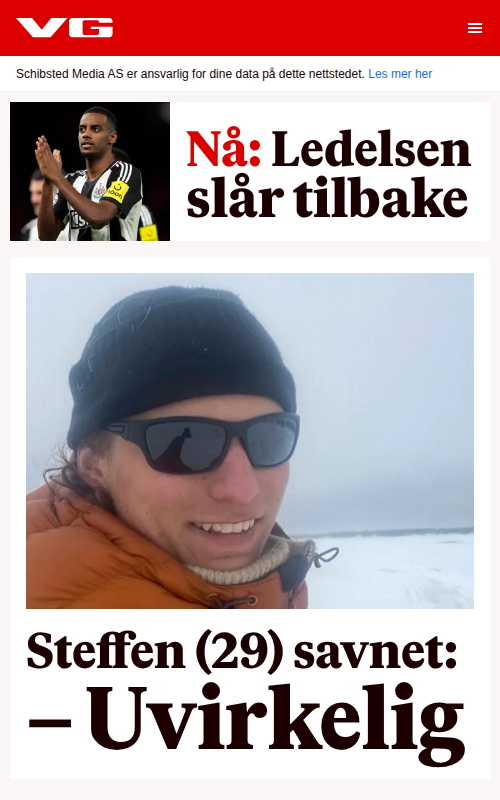 VG
Schibsted Media AS er ansvarlig for dine data på dette nettstedet. Les mer her
Nå: Ledelsen
slår tilbake
noon
Steffen (29) savnet:
– Uvirkelig